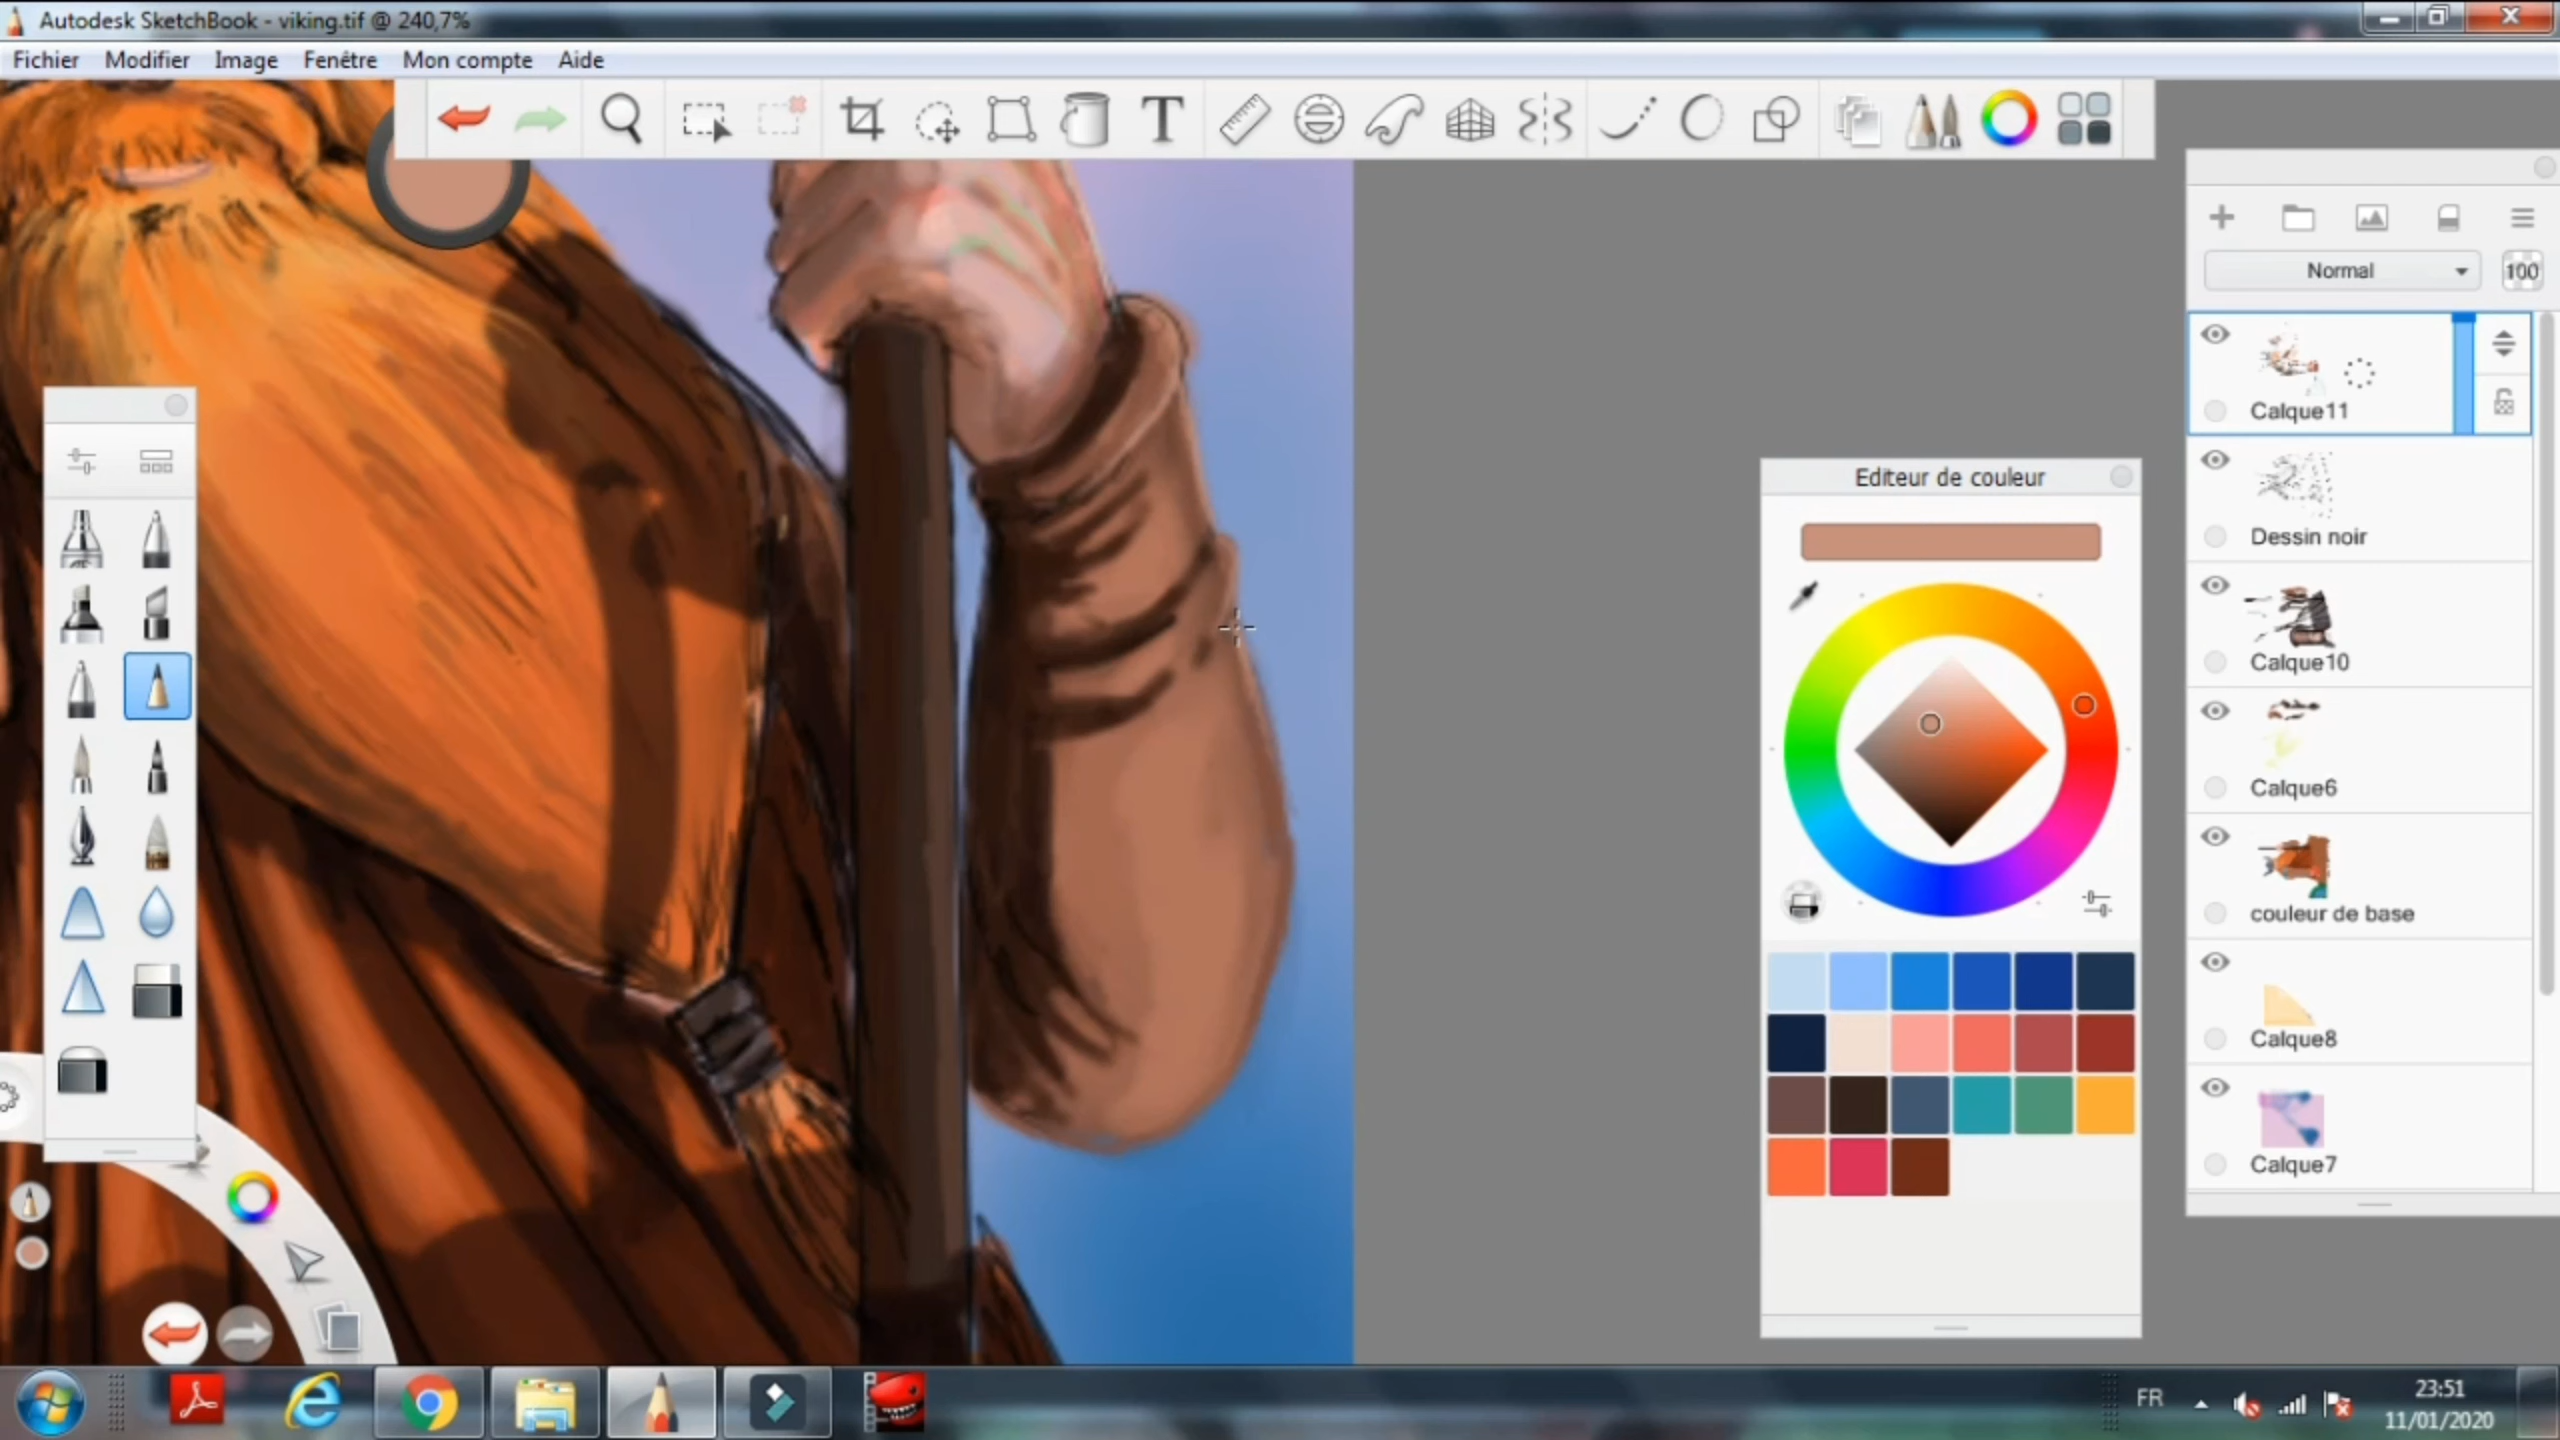 Autodesk SketchBook - viking.tif @ 240,7%
Fichier Modifier Image Fenêtre Mon compte Aide
T
Normal 100
Calque11
Dessin noir
Calque10
Calque6
couleur de base
Calque8
Calque7
Editeur de couleur
FR
23:51
11/01/2020